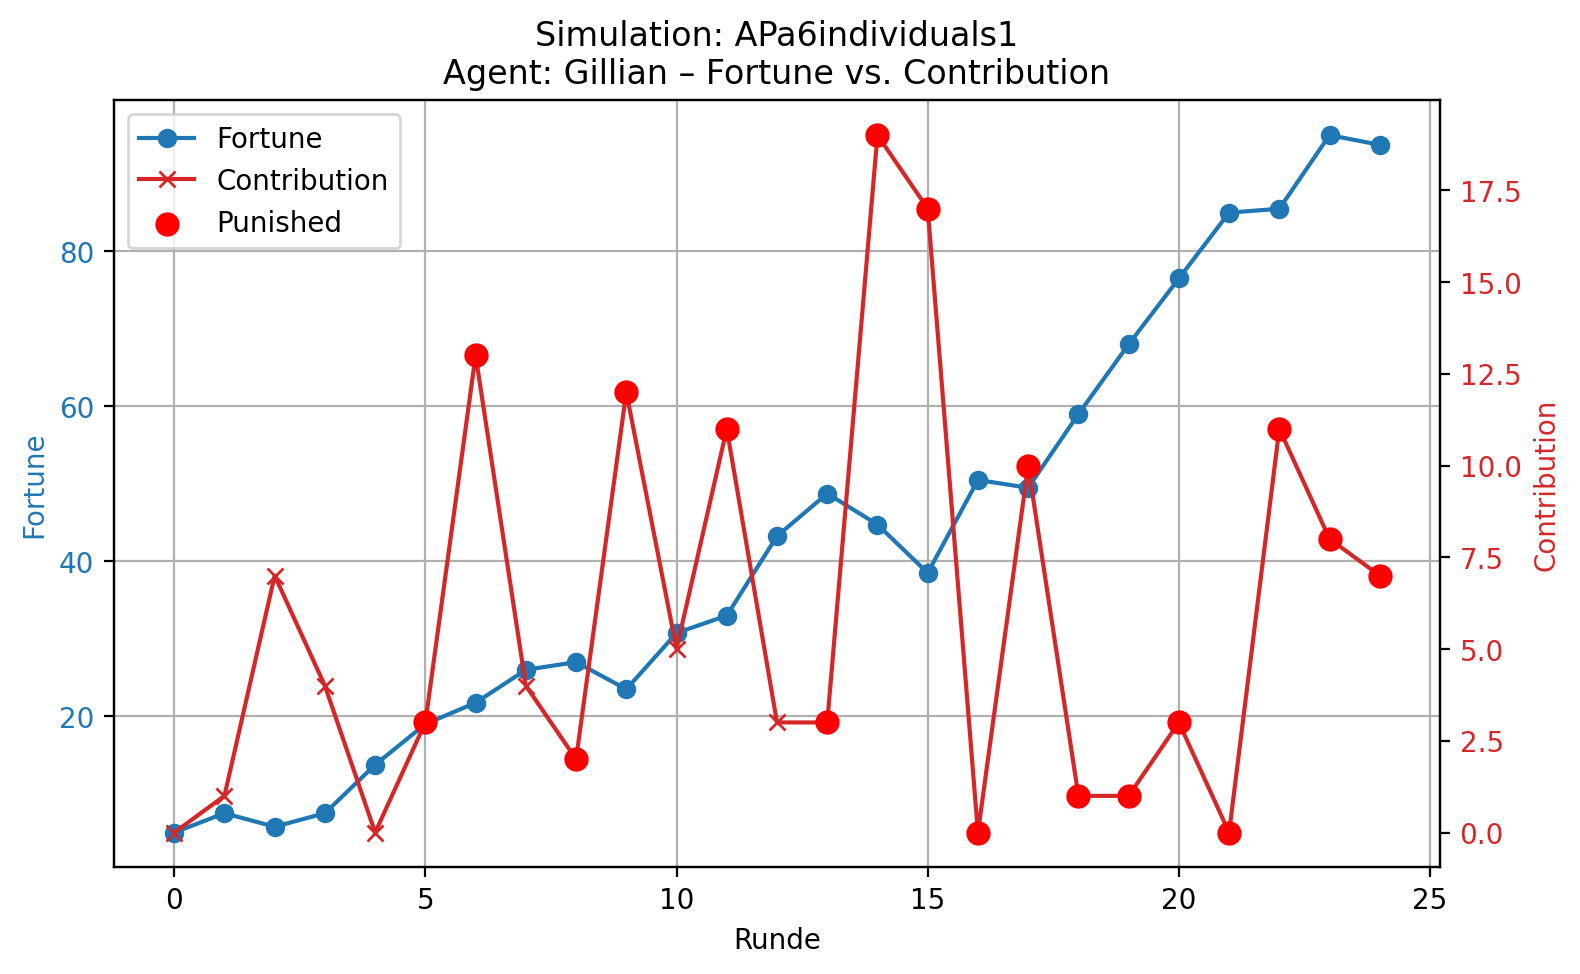 Simulation: APa6individuals1
Agent: Gillian – Fortune vs. Contribution
Fortune
Contribution
Punished
80
60
40
20
Fortune
17.5
15.0
12.5
10.0
7.5
5.0
2.5
0.0
Contribution
0 5 10 15 20 25
Runde